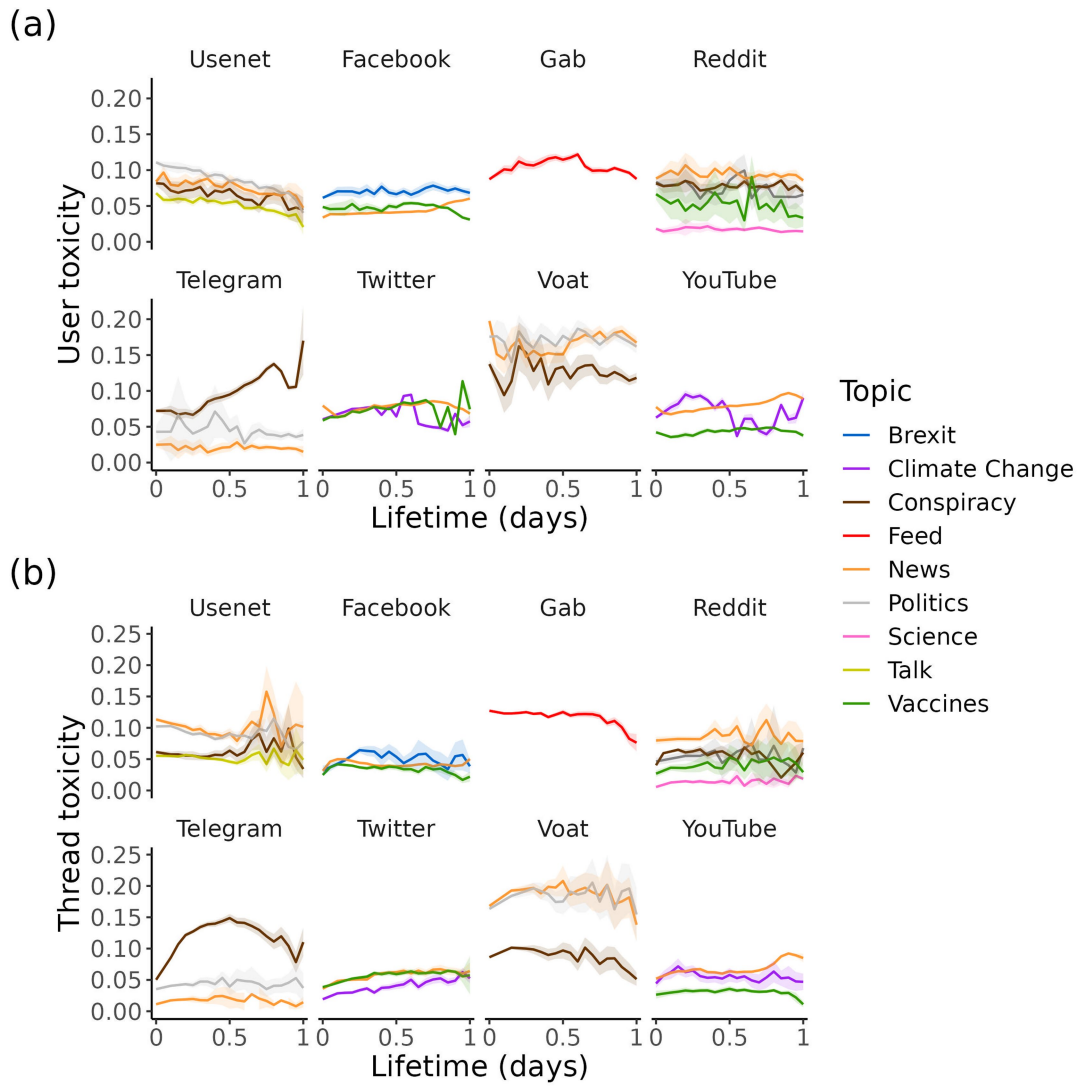 (a)
Usenet Facebook Gab Reddit
0.20
0.15
0.10
0.05
0.00
Telegram Twitter Voat YouTube
0.20
0.15
0.10
0.05
0.00
User toxicity
0 0.5 1 0 0.5 1 0 0.5 1 0 0.5 1
Lifetime (days)
(b)
Usenet Facebook Gab Reddit
0.25
0.20
0.15
0.10
0.05
0.00
Telegram Twitter Voat YouTube
0.25
0.20
0.15
0.10
0.05
0.00
Thread toxicity
0 0.5 1 0 0.5 1 0 0.5 1 0 0.5 1
Lifetime (days)
Topic
Brexit
Climate Change
Conspiracy
Feed
News
Politics
Science
Talk
Vaccines